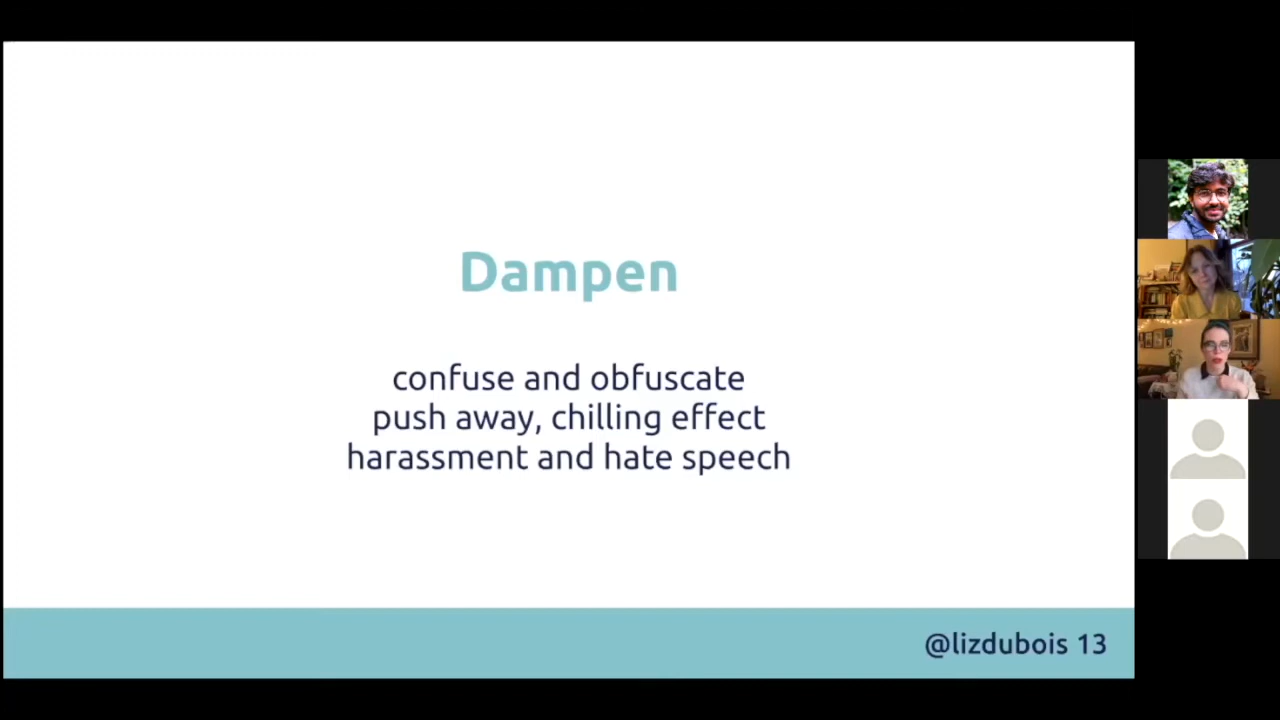 Dampen
confuse and obfuscate
push away, chilling effect
harassment and hate speech
@lizdubois 13